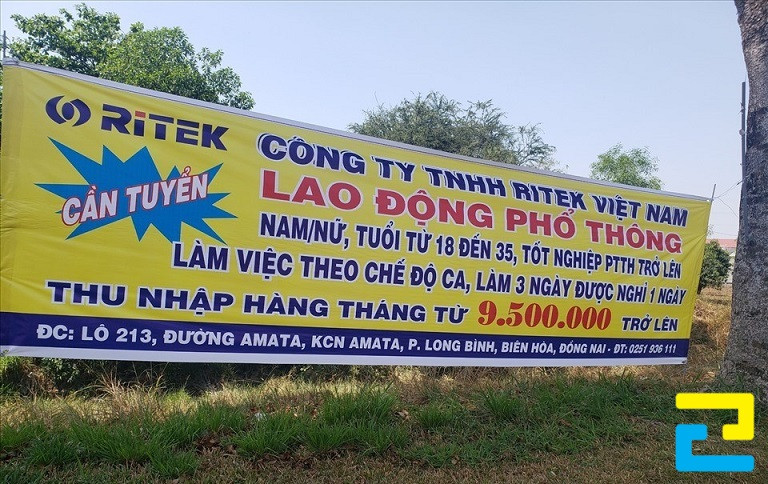 RiTEK
CẦN TUYỂN
CÔNG TY TNHH RITEK VIỆT NAM
LAO ĐỘNG PHỔ THÔNG
NAM/NỮ, TUỔI TỪ 18 ĐẾN 35, TỐT NGHIỆP PTTH TRỞ LÊN
LÀM VIỆC THEO CHẾ ĐỘ CA, LÀM 3 NGÀY ĐƯỢC NGHỈ 1 NGÀY
THU NHẬP HÀNG THÁNG TỪ 9.500.000 TRỞ LÊN
ĐC: LÔ 213, ĐƯỜNG AMATA, KCN AMATA, P. LONG BÌNH, BIÊN HÒA, ĐỒNG NAI - ĐT: 0251 936 111